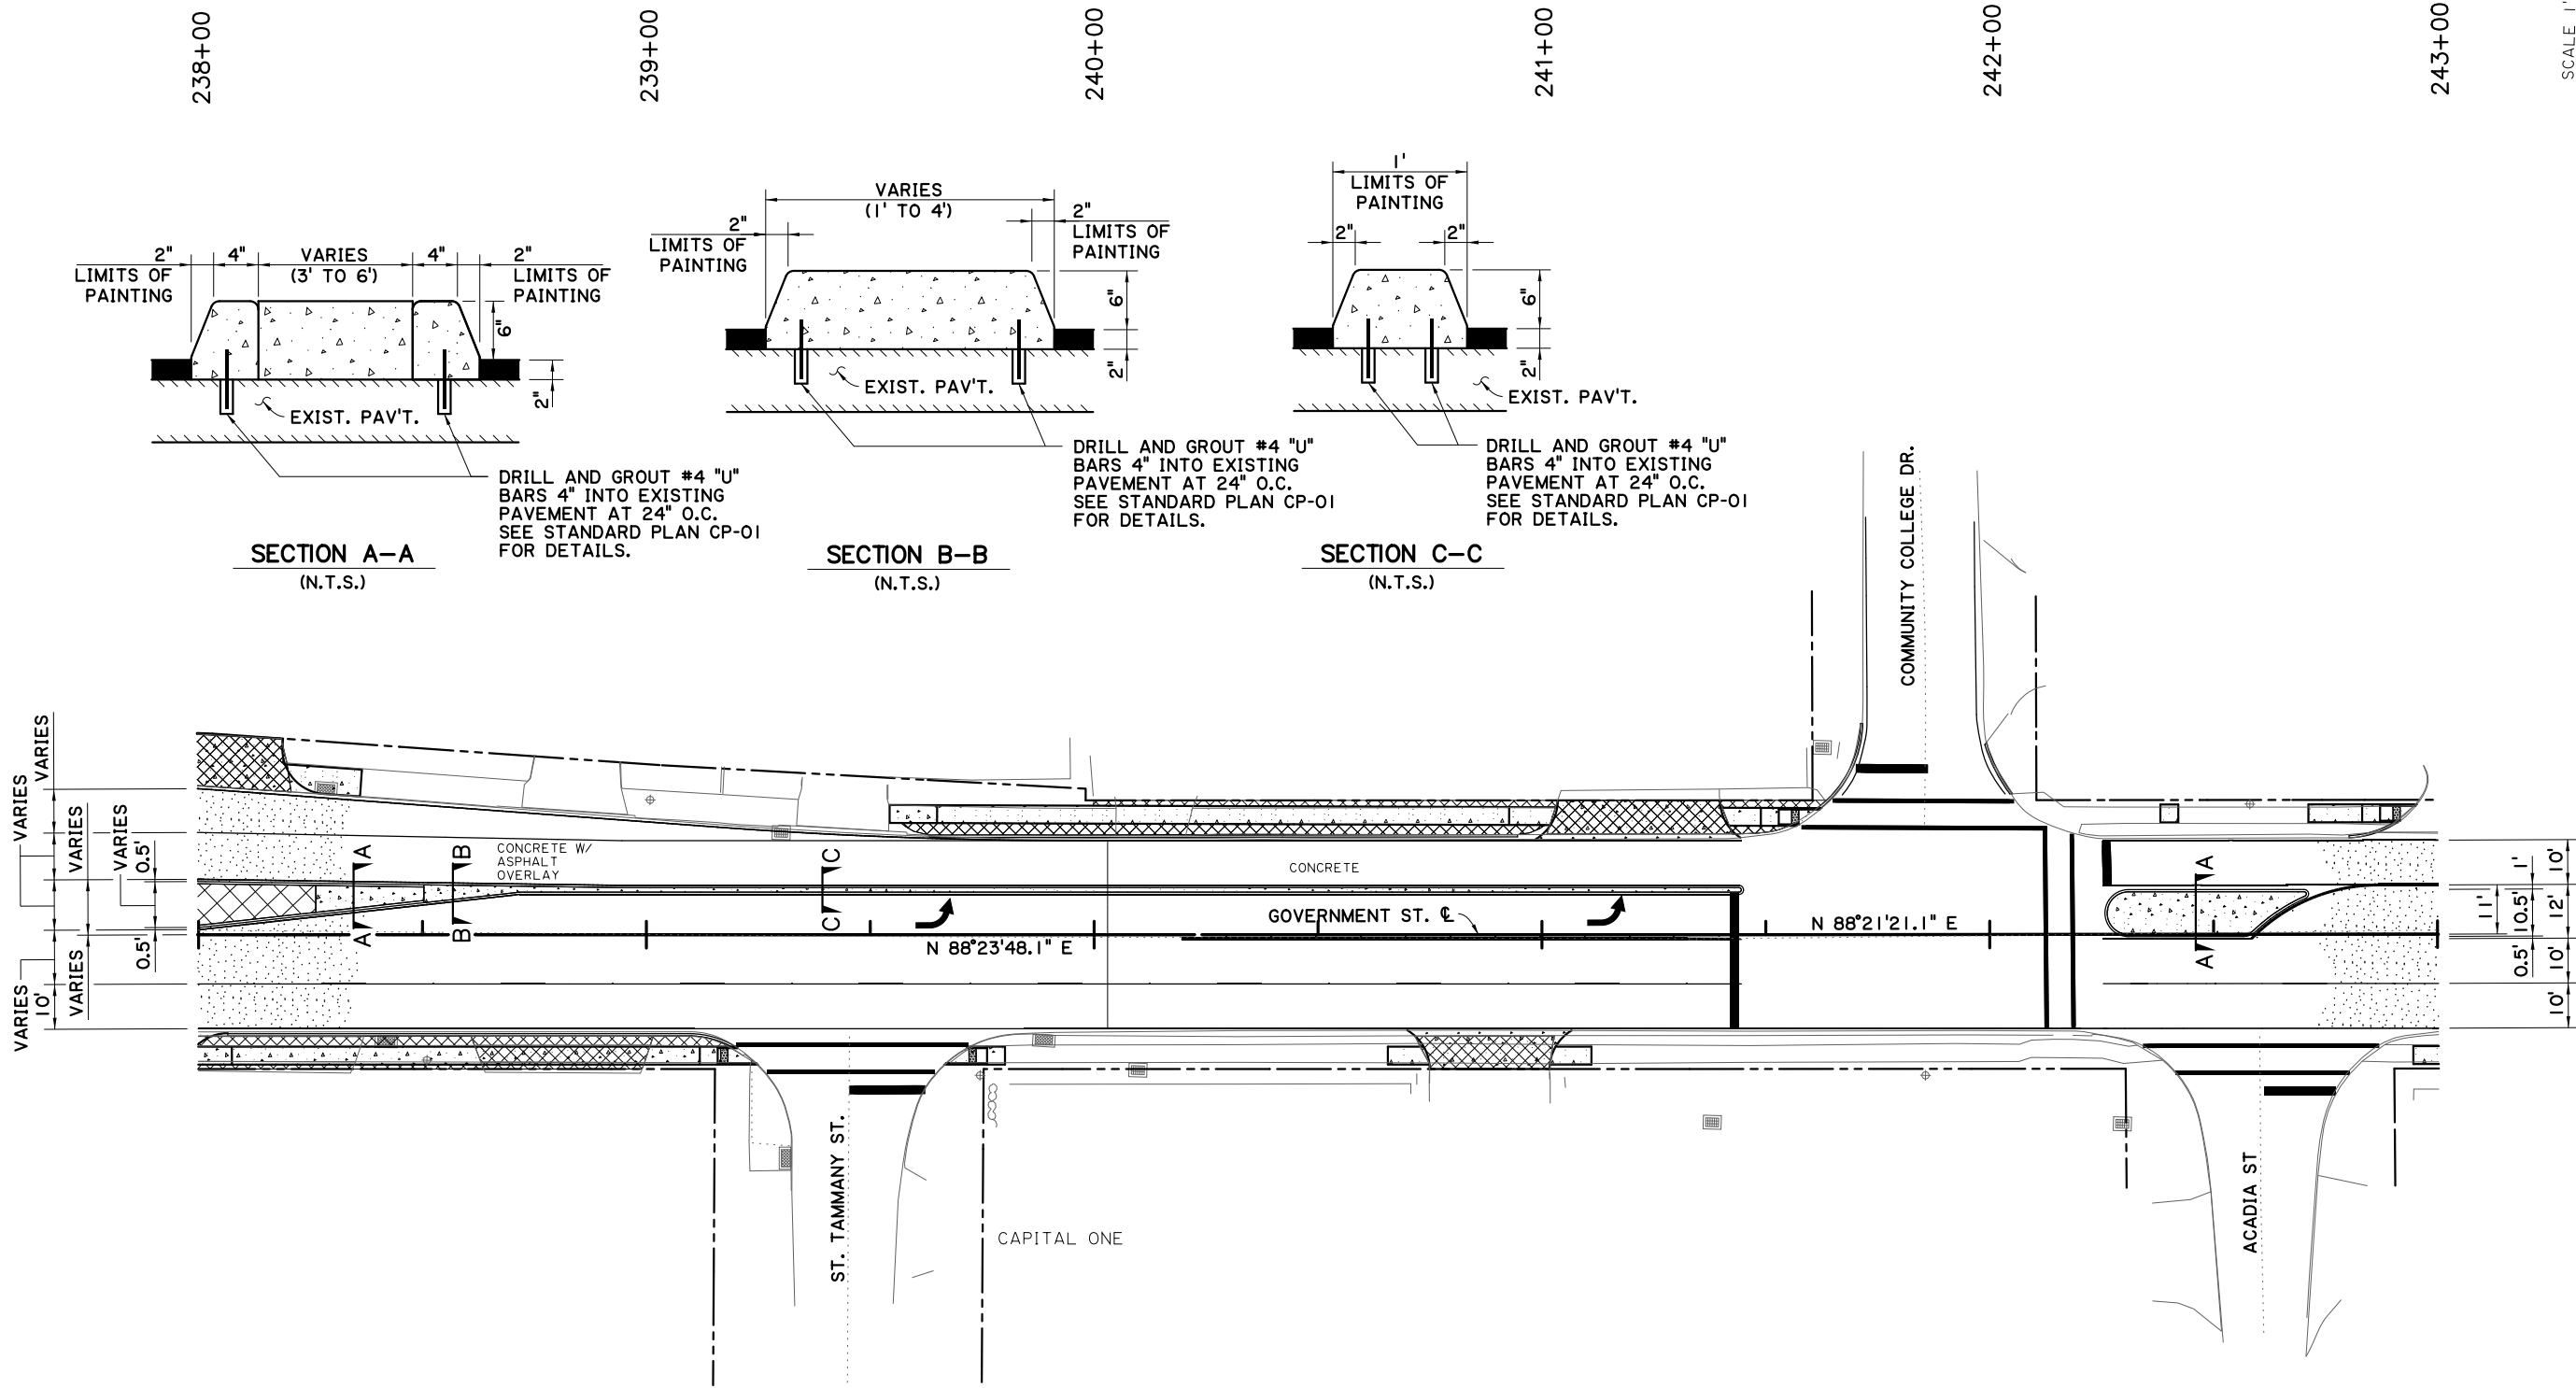 238+00
239+00
240+00
241+00
242+00
243+00
SCALE 1'
2"
LIMITS OF
PAINTING
4"
VARIES
(3' TO 6')
4"
2"
LIMITS OF
PAINTING
6"
2"
EXIST. PAV'T.
DRILL AND GROUT #4 "U"
BARS 4" INTO EXISTING
PAVEMENT AT 24" O.C.
SEE STANDARD PLAN CP-01
FOR DETAILS.
SECTION A-A
(N.T.S.)
VARIES
(1' TO 4')
2"
LIMITS OF
PAINTING
2"
LIMITS OF
PAINTING
6"
2"
EXIST. PAV'T.
DRILL AND GROUT #4 "U"
BARS 4" INTO EXISTING
PAVEMENT AT 24" O.C.
SEE STANDARD PLAN CP-01
FOR DETAILS.
SECTION B-B
(N.T.S.)
1'
LIMITS OF
PAINTING
2"
2"
6"
2"
EXIST. PAV'T.
DRILL AND GROUT #4 "U"
BARS 4" INTO EXISTING
PAVEMENT AT 24" O.C.
SEE STANDARD PLAN CP-01
FOR DETAILS.
SECTION C-C
(N.T.S.)
COMMUNITY COLLEGE DR.
VARIES
VARIES
VARIES
VARIES
0.5'
0.5'
VARIES
VARIES
10'
A
A
B
B
CONCRETE W/
ASPHALT
OVERLAY
C
C
CONCRETE
GOVERNMENT ST. ℄
N 88°23'48.1" E
N 88°21'21.1" E
A
A
11'
11'
10.5'
0.5'
10'
12'
10'
10'
ST. TAMMANY ST.
CAPITAL ONE
ACADIA ST